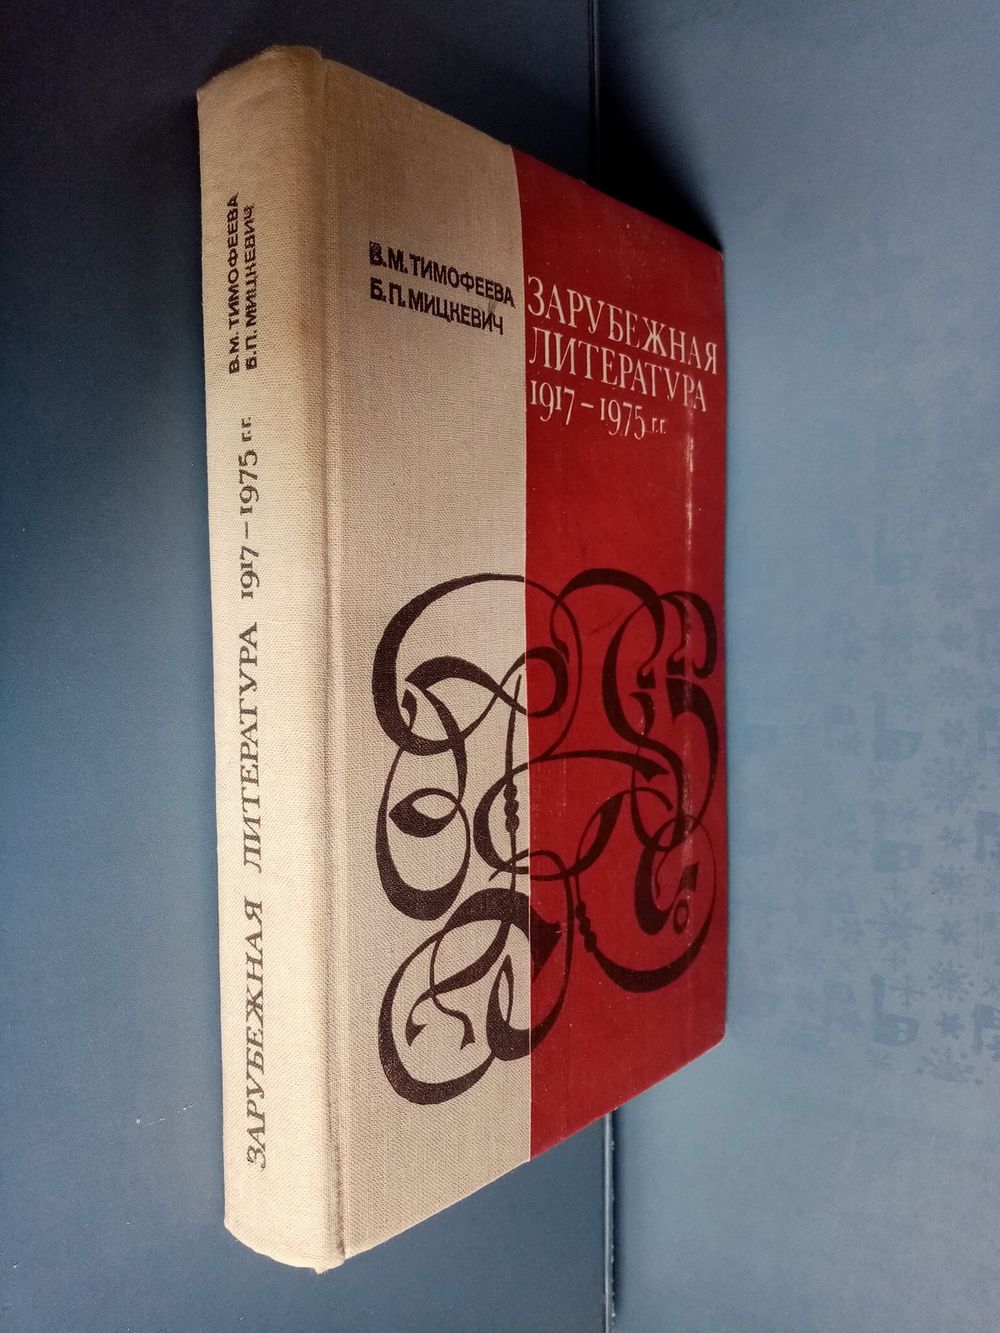 В.М. ТИМОФЕЕВА
Б.П. МИЦКЕВИЧ
ЗАРУБЕЖНАЯ
ЛИТЕРАТУРА
1917 – 1975 г.г.
ЗАРУБЕЖНАЯ ЛИТЕРАТУРА 1917 – 1975 г.г.
В.М. ТИМОФЕЕВА
Б.П. МИЦКЕВИЧ